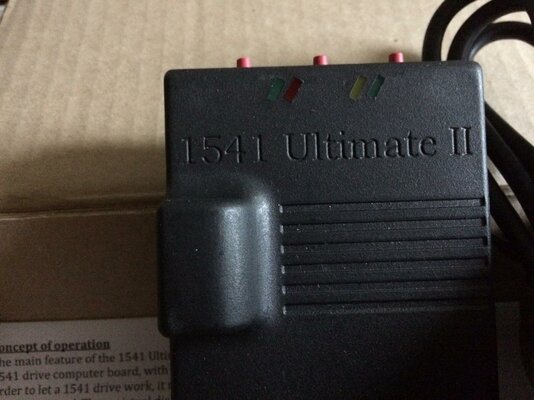 1541 Ultimate II
oncept of operation
he main feature of the 1541 Ulti
541 drive computer board, with
rder to let a 1541 drive work, it